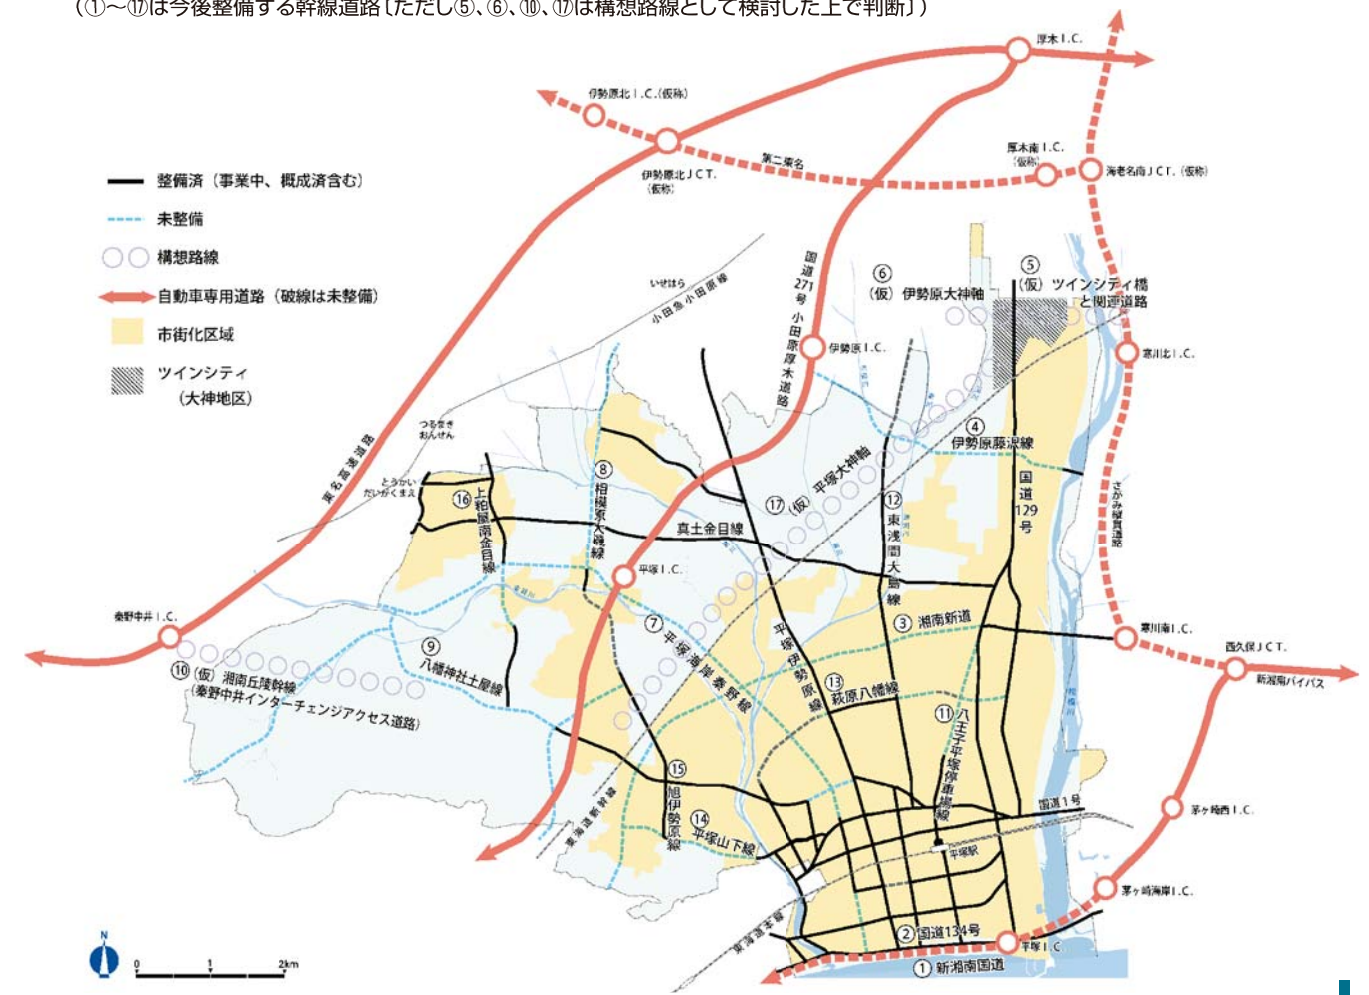 (①～⑰は今後整備する幹線道路〔ただし⑤、⑥、⑩、⑰は構想路線として検討した上で判断〕)
厚木I.C.
伊勢原北I.C.(仮称)
伊勢原北JCT.
(仮称)
第二東名
厚木南I.C.
(仮称)
海老名南JCT.(仮称)
整備済（事業中、概成済含む）
未整備
構想路線
自動車専用道路（破線は未整備）
市街化区域
ツインシティ
（大神地区）
いせはら
小田急小田原線
国道271号 小田原厚木道路
⑥
(仮) 伊勢原大神軸
⑤
(仮) ツインシティ橋
と関連道路
伊勢原I.C.
寒川北I.C.
東名高速道路
つるまき
おんせん
とうかい
だいがくまえ
④
伊勢原藤沢線
国道129号
さがみ縦貫道路
⑯
上粕屋南金目線
⑧
相模原大磯線
真土金目線
⑰ (仮) 平塚大神軸
⑫
東浅間大島線
平塚I.C.
秦野中井I.C.
⑩ (仮) 湘南丘陵幹線
(秦野中井インターチェンジアクセス道路)
⑨
八幡神社土屋線
⑦ 平塚海岸秦野線
平塚伊勢原線
③ 湘南新道
寒川南I.C.
西久保JCT.
新湘南バイパス
⑬
萩原八幡線
⑪
八王子平塚停車場線
相模川
⑮
旭伊勢原線
⑭
平塚山下線
国道1号
平塚駅
茅ヶ崎西I.C.
茅ヶ崎海岸I.C.
東海道新幹線
東海道本線
② 国道134号
平塚I.C.
① 新湘南国道
N
0 1 2km